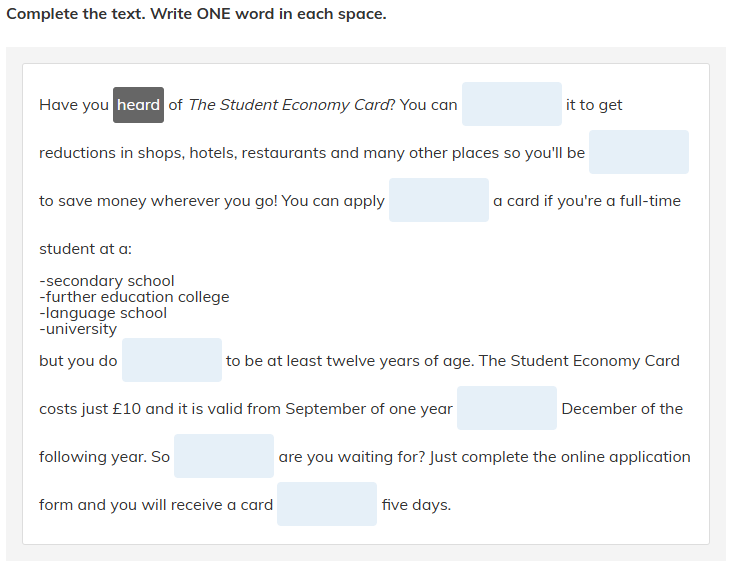 Complete the text. Write ONE word in each space.
Have you heard of The Student Economy Card? You can it to get
reductions in shops, hotels, restaurants and many other places so you'll be
to save money wherever you go! You can apply a card if you're a full-time
student at a:
-secondary school
-further education college
-language school
-university
but you do to be at least twelve years of age. The Student Economy Card
costs just £10 and it is valid from September of one year December of the
following year. So are you waiting for? Just complete the online application
form and you will receive a card five days.